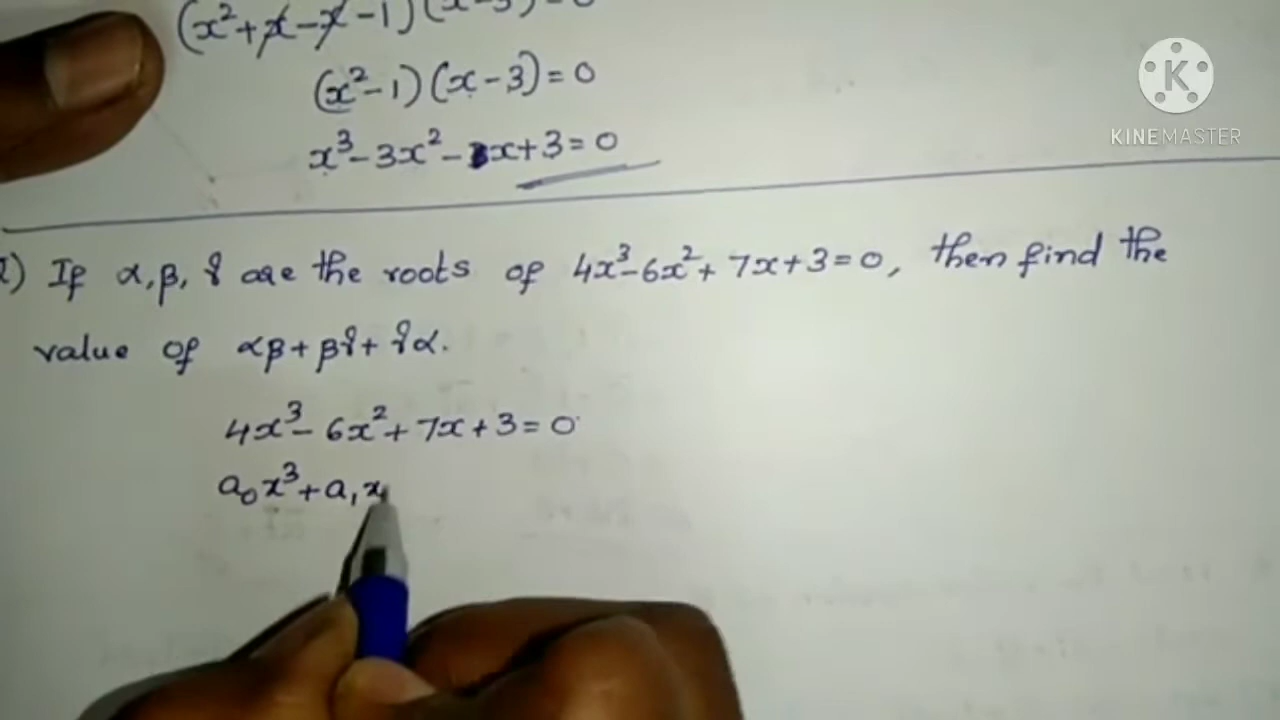 (x²+x-x-1)(x-3)=0
(x²-1)(x-3)=0
x³-3x²-x+3=0
If α,β,γ are the roots of 4x³-6x²+7x+3=0, then find the
value of αβ+βγ+γα.
4x³-6x²+7x+3=0
a₀x³+a₁x
KINEMASTER